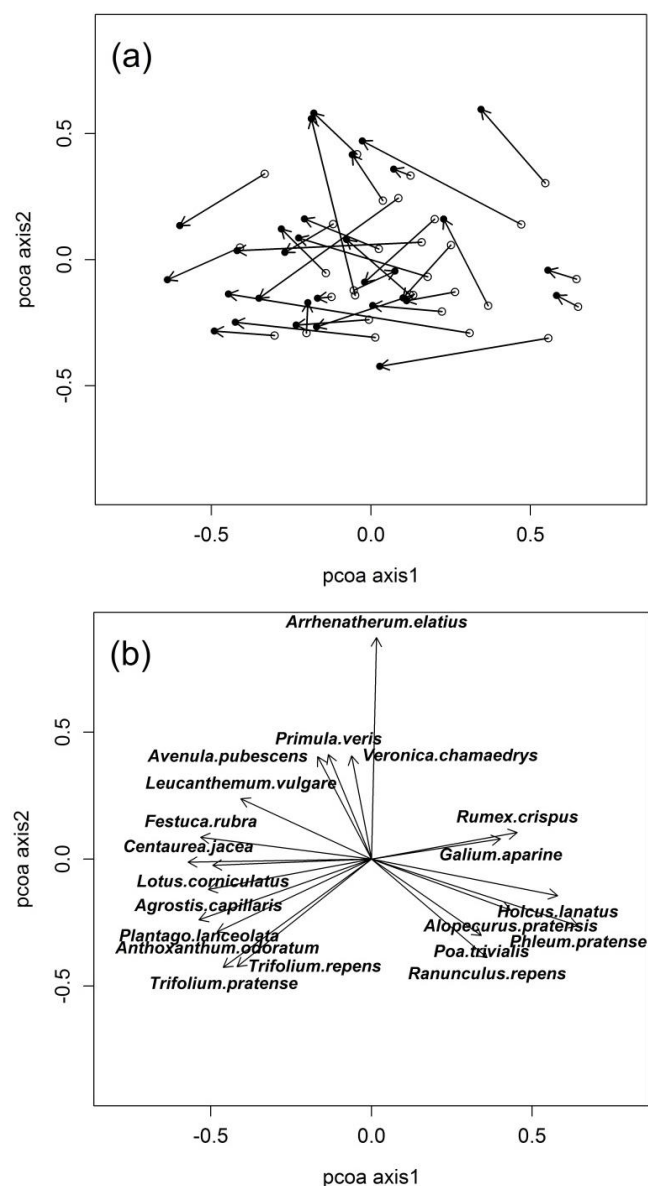 (a)
0.5
0.0
-0.5
pcoa axis2
-0.5
0.0
0.5
pcoa axis1
Arrhenatherum.elatius
(b)
0.5
Primula.veris
Avenula.pubescens
Veronica.chamaedrys
Leucanthemum.vulgare
Rumex.crispus
Festuca.rubra
Centaurea.jacea
Galium.aparine
0.0
pcoa axis2
Lotus.corniculatus
Holcus.lanatus
Agrostis.capillaris
Alopecurus.pratensis
Plantago.lanceolata
Phleum.pratense
Anthoxanthum.odoratum
Poa.trivialis
Trifolium.repens
Ranunculus.repens
Trifolium.pratense
-0.5
-0.5
0.0
0.5
pcoa axis1